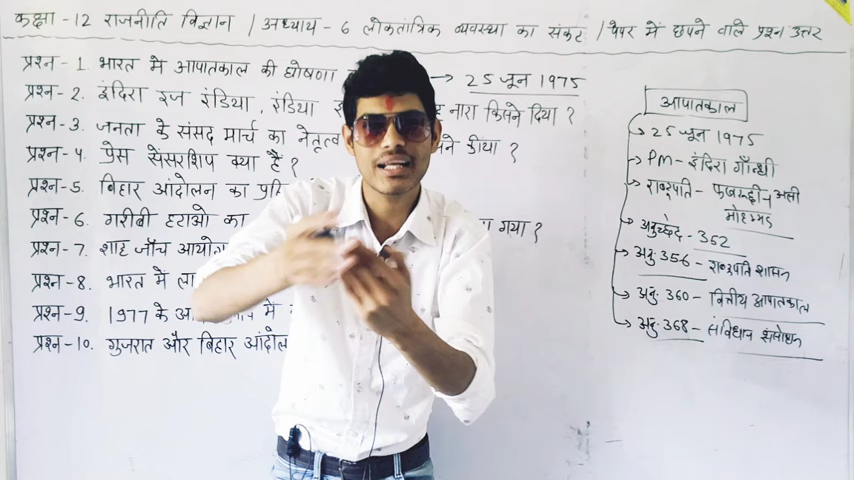 कक्षा-12 राजनीति विज्ञान / अध्याय-6 लोकतांत्रिक व्यवस्था का संकट / पेपर में छपने वाले प्रश्न उत्तर
प्रश्न-1. भारत में आपातकाल की घोषणा → 25 जून 1975
प्रश्न-2. इंदिरा इज इंडिया, इंडिया इ नारा किसने दिया ?
प्रश्न-3. जनता के संसद मार्च का नेतृत्व ने कीया ?
प्रश्न-4. प्रेस सेंसरशिप क्या है ?
प्रश्न-5. बिहार आंदोलन का
प्रश्न-6. गरीबी हटाओ का गया ?
प्रश्न-7. शाह जाँच
प्रश्न-8. भारत में
प्रश्न-9. 1977 के में
प्रश्न-10. गुजरात और बिहार
आपातकाल
25 जून 1975
PM- इंदिरा गाँन्धी
राष्ट्रपति- अली
मोहम्मद
अनुच्छेद- 352
अनु. 356- राष्ट्रपति शासन
अनु. 360- वित्तीय आपातकाल
अनु. 368- संविधान संसोधन